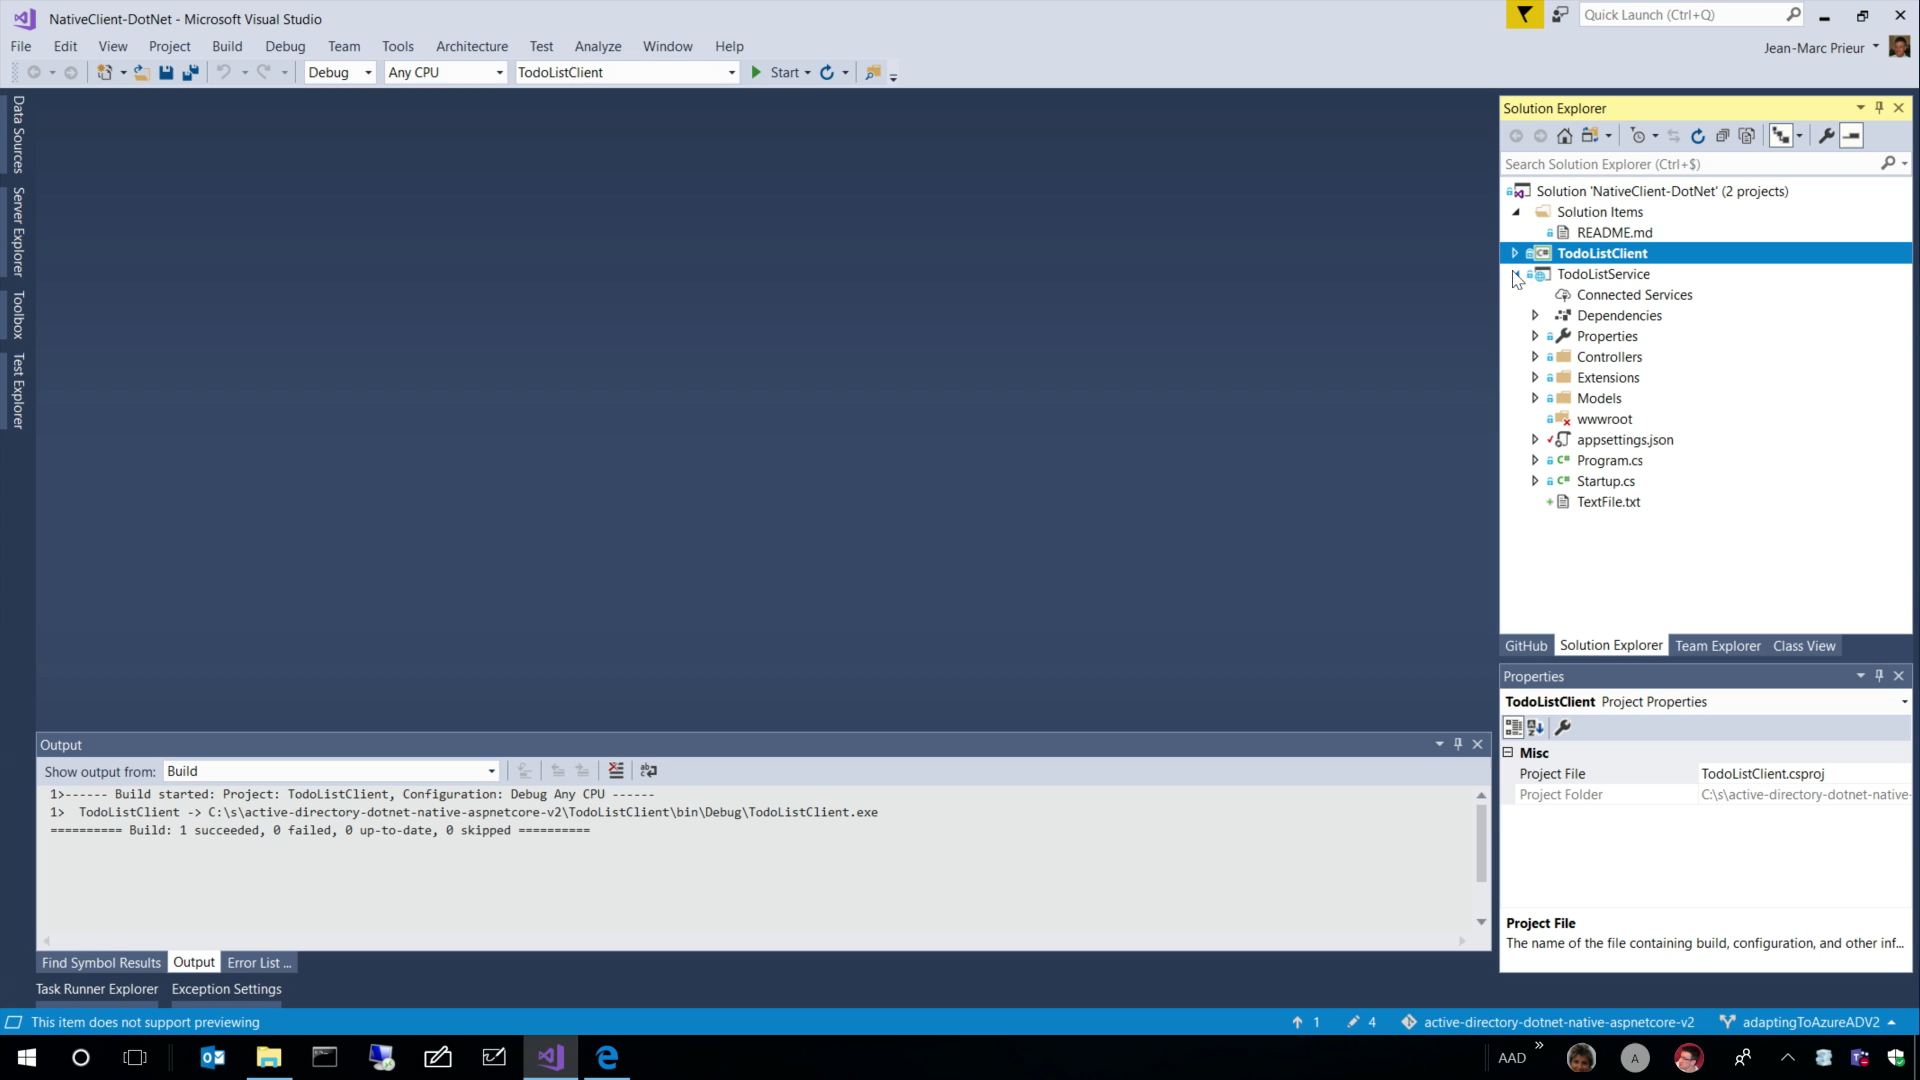 NativeClient-DotNet - Microsoft Visual Studio
Quick Launch (Ctrl+Q)
File Edit View Project Build Debug Team Tools Architecture Test Analyze Window Help
Jean-Marc Prieur
Debug Any CPU TodoListClient Start
Data Sources
Server Explorer
Toolbox
Test Explorer
Solution Explorer
Search Solution Explorer (Ctrl+$)
Solution 'NativeClient-DotNet' (2 projects)
Solution Items
README.md
TodoListClient
TodoListService
Connected Services
Dependencies
Properties
Controllers
Extensions
Models
wwwroot
appsettings.json
C# Program.cs
C# Startup.cs
TextFile.txt
GitHub Solution Explorer Team Explorer Class View
Properties
TodoListClient Project Properties
Misc
Project File TodoListClient.csproj
Project Folder C:\s\active-directory-dotnet-native-
Project File
The name of the file containing build, configuration, and other inf...
Output
Show output from: Build
1>------ Build started: Project: TodoListClient, Configuration: Debug Any CPU ------
1>  TodoListClient -> C:\s\active-directory-dotnet-native-aspnetcore-v2\TodoListClient\bin\Debug\TodoListClient.exe
========== Build: 1 succeeded, 0 failed, 0 up-to-date, 0 skipped ==========
Find Symbol Results Output Error List ...
Task Runner Explorer Exception Settings
This item does not support previewing
1 4 active-directory-dotnet-native-aspnetcore-v2 adaptingToAzureADV2
AAD A